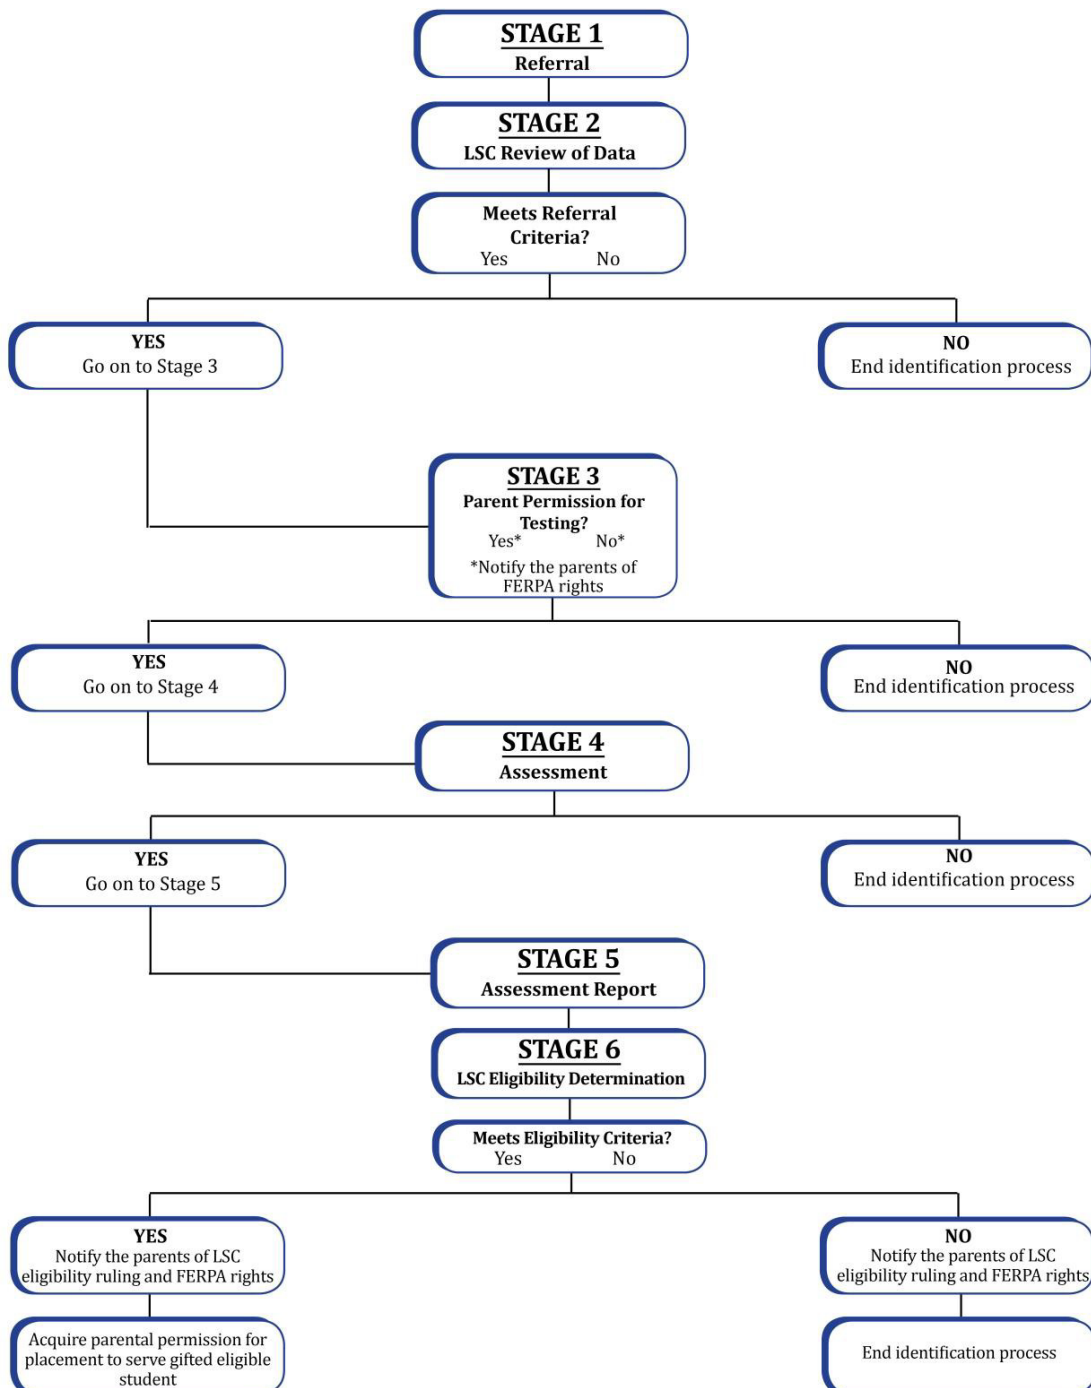 STAGE 1
Referral
STAGE 2
LSC Review of Data
Meets Referral
Criteria?
Yes No
YES
Go on to Stage 3
NO
End identification process
STAGE 3
Parent Permission for
Testing?
Yes* No*
*Notify the parents of
FERPA rights
YES
Go on to Stage 4
NO
End identification process
STAGE 4
Assessment
YES
Go on to Stage 5
NO
End identification process
STAGE 5
Assessment Report
STAGE 6
LSC Eligibility Determination
Meets Eligibility Criteria?
Yes No
YES
Notify the parents of LSC
eligibility ruling and FERPA rights
NO
Notify the parents of LSC
eligibility ruling and FERPA rights
Acquire parental permission for
placement to serve gifted eligible
student
End identification process